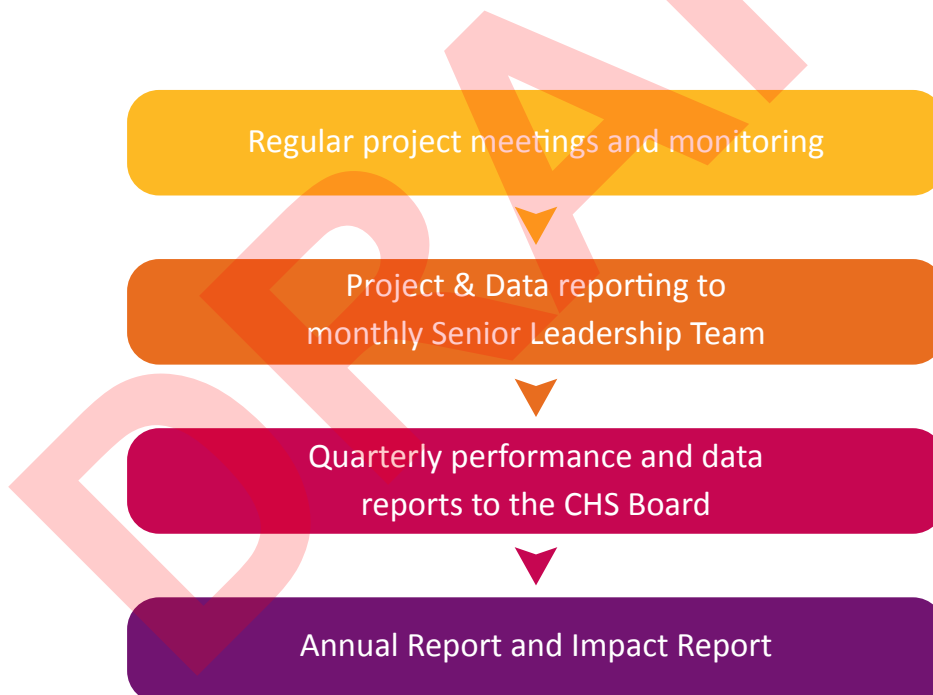 Regular project meetings and monitoring
Project & Data reporting to
monthly Senior Leadership Team
Quarterly performance and data
reports to the CHS Board
Annual Report and Impact Report